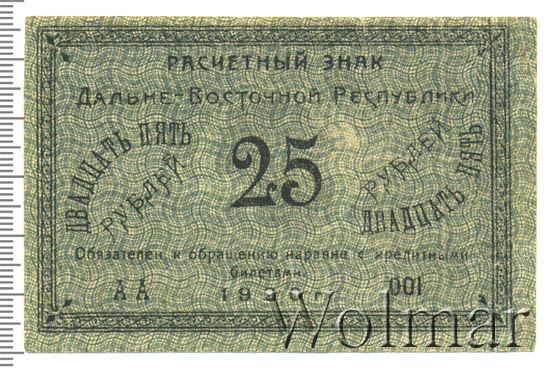 РАСЧЕТНЫЙ ЗНАК
ДАЛЬНЕ-ВОСТОЧНОЙ РЕСПУБЛИКИ
ДВАДЦАТЬ ПЯТЬ
РУБЛЕЙ
25
РУБЛЕЙ
ДВАДЦАТЬ ПЯТЬ
Обязателен к обращению наравне с кредитными
билетами.
АА
1920 г.
001
Wolmar